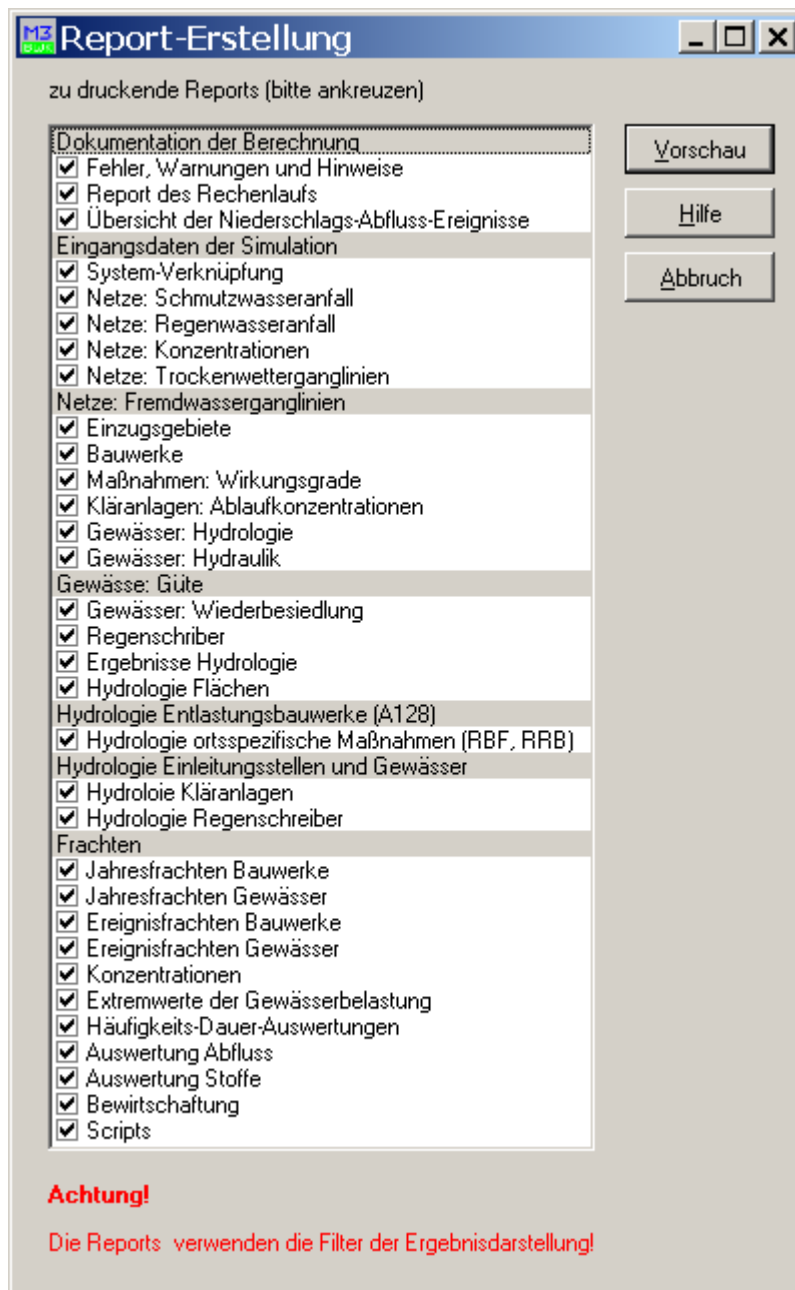 M3
BWK
Report-Erstellung
zu druckende Reports (bitte ankreuzen)
Dokumentation der Berechnung
Fehler, Warnungen und Hinweise
Report des Rechenlaufs
Übersicht der Niederschlags-Abfluss-Ereignisse
Eingangsdaten der Simulation
System-Verknüpfung
Netze: Schmutzwasseranfall
Netze: Regenwasseranfall
Netze: Konzentrationen
Netze: Trockenwetterganglinien
Netze: Fremdwasserganglinien
Einzugsgebiete
Bauwerke
Maßnahmen: Wirkungsgrade
Kläranlagen: Ablaufkonzentrationen
Gewässer: Hydrologie
Gewässer: Hydraulik
Gewässe: Güte
Gewässer: Wiederbesiedlung
Regenschriber
Ergebnisse Hydrologie
Hydrologie Flächen
Hydrologie Entlastungsbauwerke (A128)
Hydrologie ortsspezifische Maßnahmen (RBF, RRB)
Hydrologie Einleitungsstellen und Gewässer
Hydroloie Kläranlagen
Hydrologie Regenschreiber
Frachten
Jahresfrachten Bauwerke
Jahresfrachten Gewässer
Ereignisfrachten Bauwerke
Ereignisfrachten Gewässer
Konzentrationen
Extremwerte der Gewässerbelastung
Häufigkeits-Dauer-Auswertungen
Auswertung Abfluss
Auswertung Stoffe
Bewirtschaftung
Scripts
Vorschau
Hilfe
Abbruch
Achtung!
Die Reports verwenden die Filter der Ergebnisdarstellung!